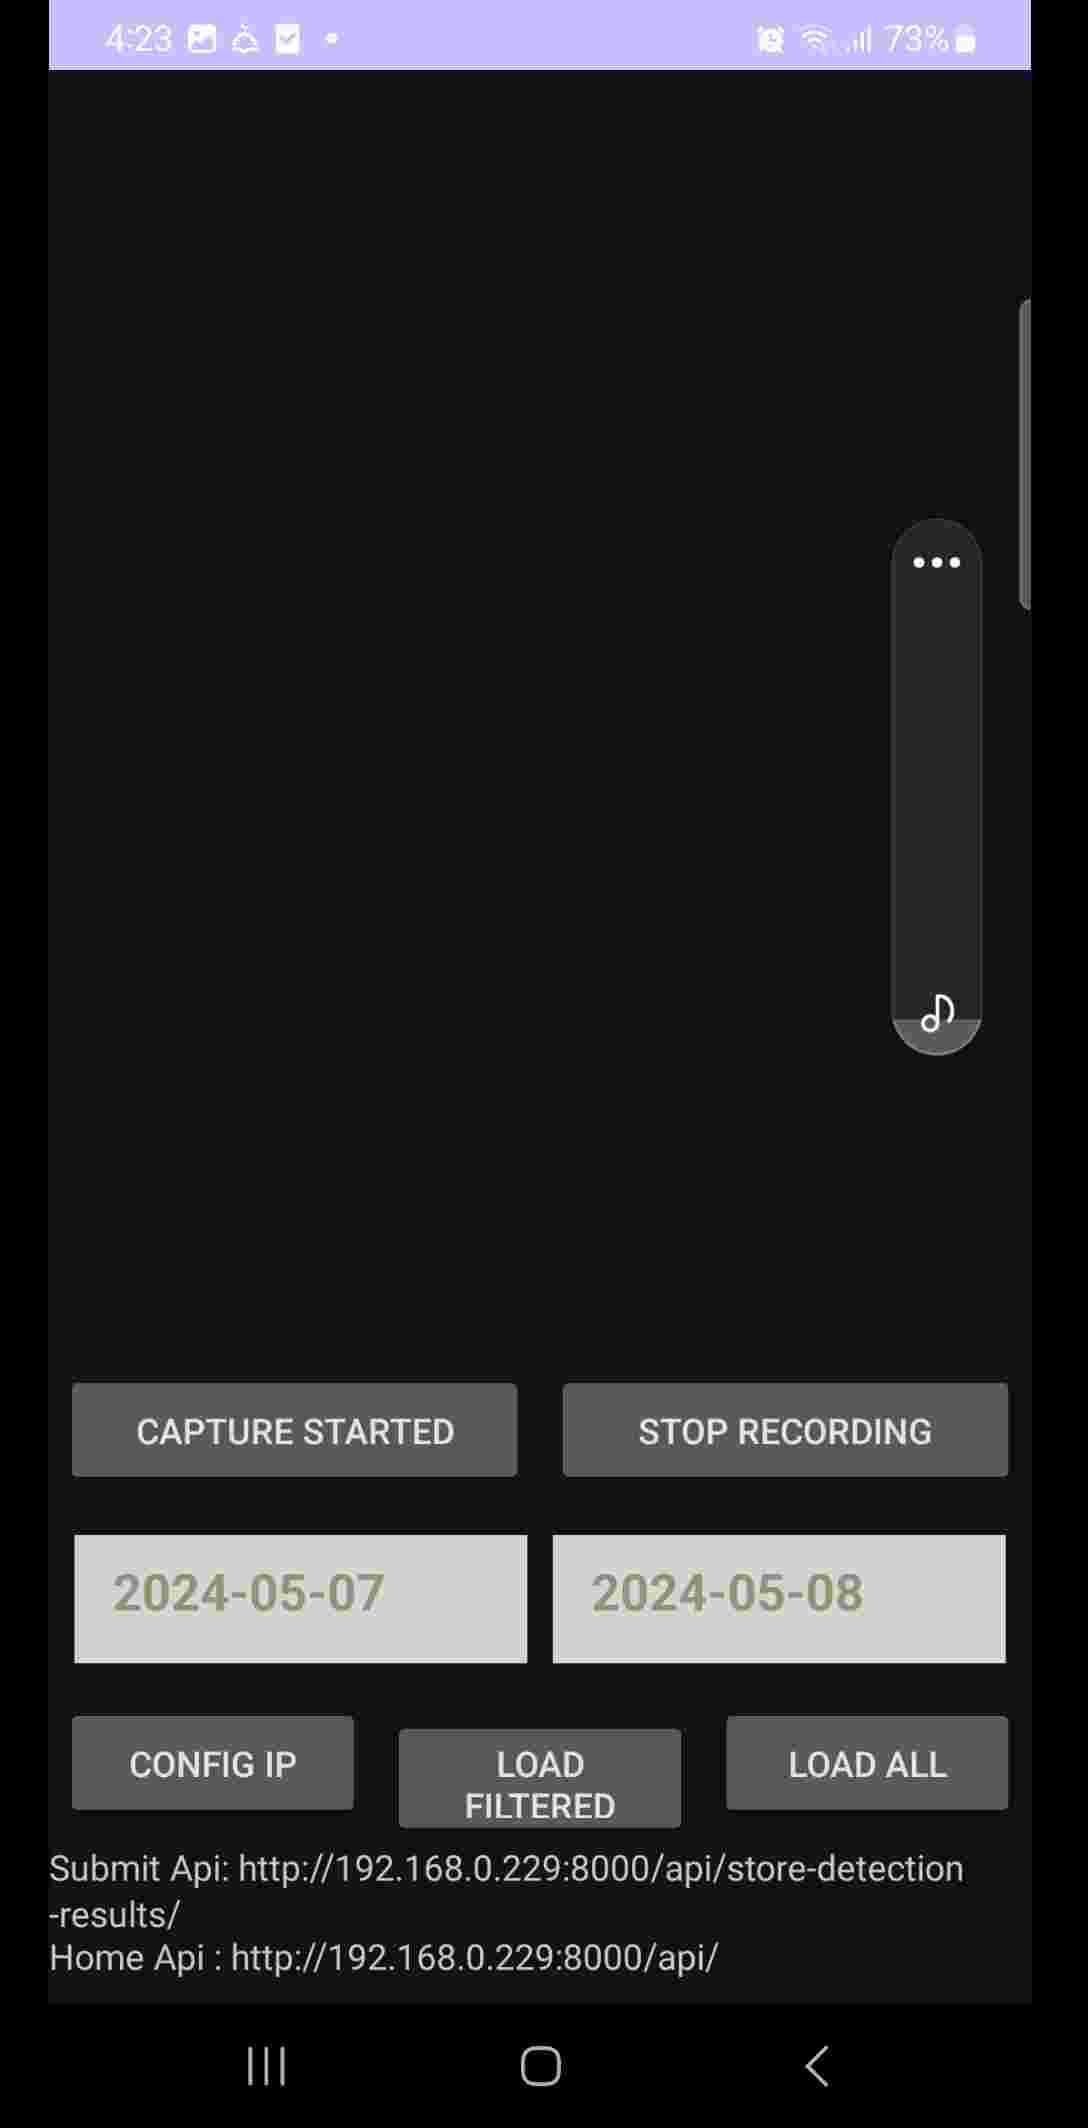 4:23
73%
CAPTURE STARTED
STOP RECORDING
2024-05-07
2024-05-08
CONFIG IP
LOAD
FILTERED
LOAD ALL
Submit Api: http://192.168.0.229:8000/api/store-detection
-results/
Home Api : http://192.168.0.229:8000/api/